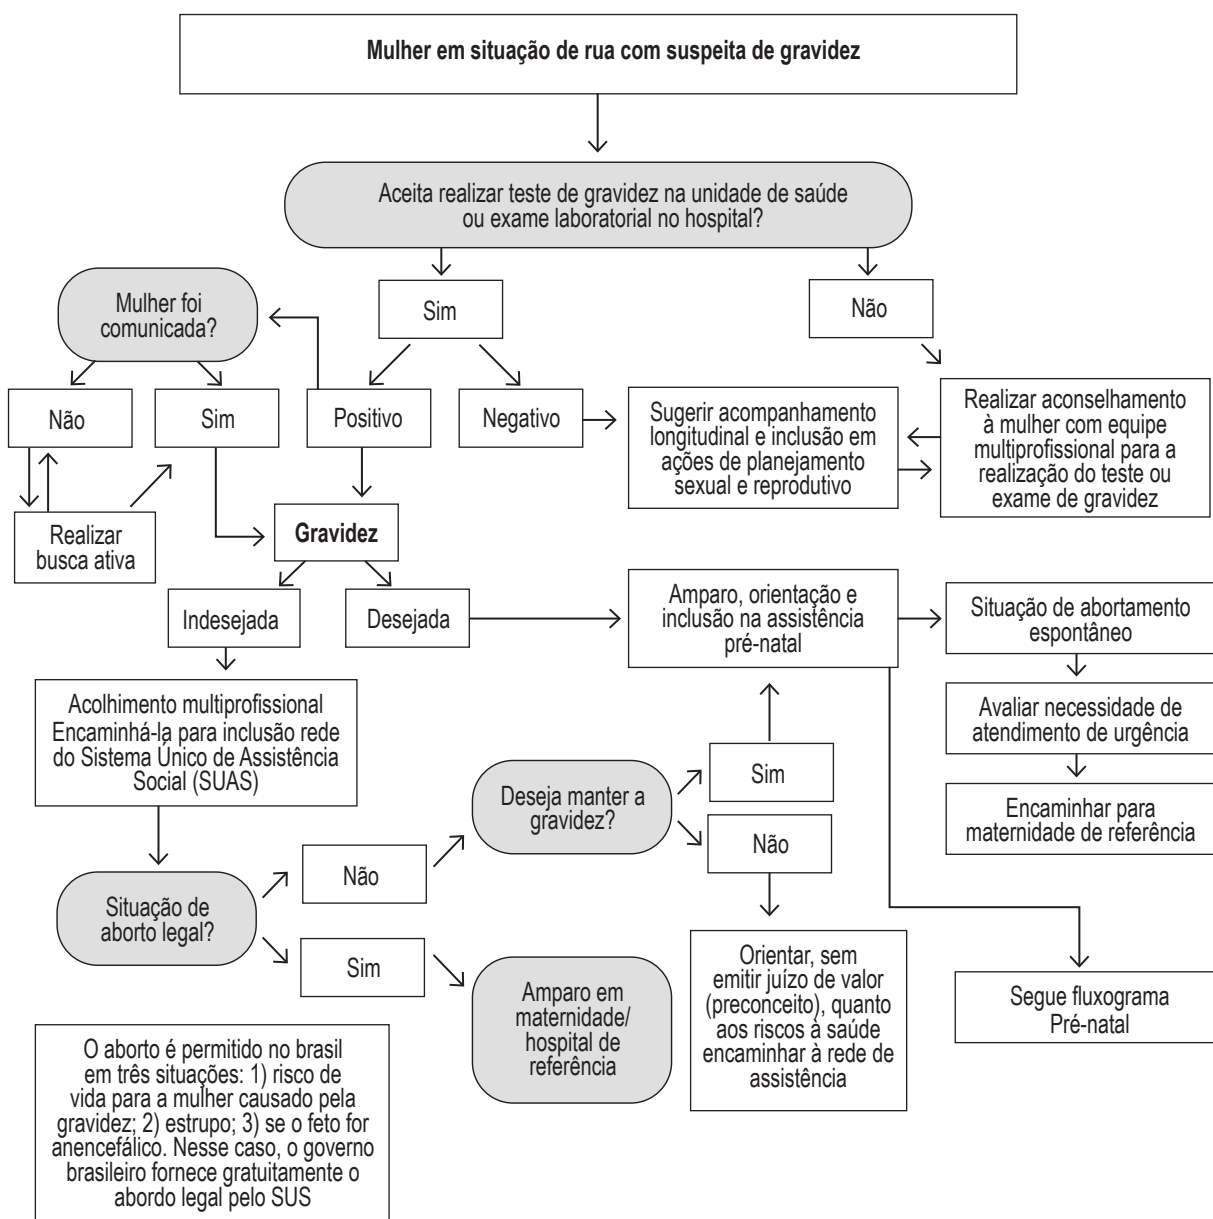 Mulher em situação de rua com suspeita de gravidez
Aceita realizar teste de gravidez na unidade de saúde
ou exame laboratorial no hospital?
Mulher foi
comunicada?
Sim
Não
Não
Sim
Positivo
Negativo
Sugerir acompanhamento
longitudinal e inclusão em
ações de planejamento
sexual e reprodutivo
Realizar aconselhamento
à mulher com equipe
multiprofissional para a
realização do teste ou
exame de gravidez
Realizar
busca ativa
Gravidez
Indesejada
Desejada
Amparo, orientação e
inclusão na assistência
pré-natal
Situação de abortamento
espontâneo
Avaliar necessidade de
atendimento de urgência
Encaminhar para
maternidade de referência
Acolhimento multiprofissional
Encaminhá-la para inclusão rede
do Sistema Único de Assistência
Social (SUAS)
Deseja manter a
gravidez?
Sim
Não
Situação de
aborto legal?
Não
Sim
Amparo em
maternidade/
hospital de
referência
Orientar, sem
emitir juízo de valor
(preconceito), quanto
aos riscos à saúde
encaminhar à rede de
assistência
Segue fluxograma
Pré-natal
O aborto é permitido no brasil
em três situações: 1) risco de
vida para a mulher causado pela
gravidez; 2) estrupo; 3) se o feto for
anencefálico. Nesse caso, o governo
brasileiro fornece gratuitamente o
abordo legal pelo SUS